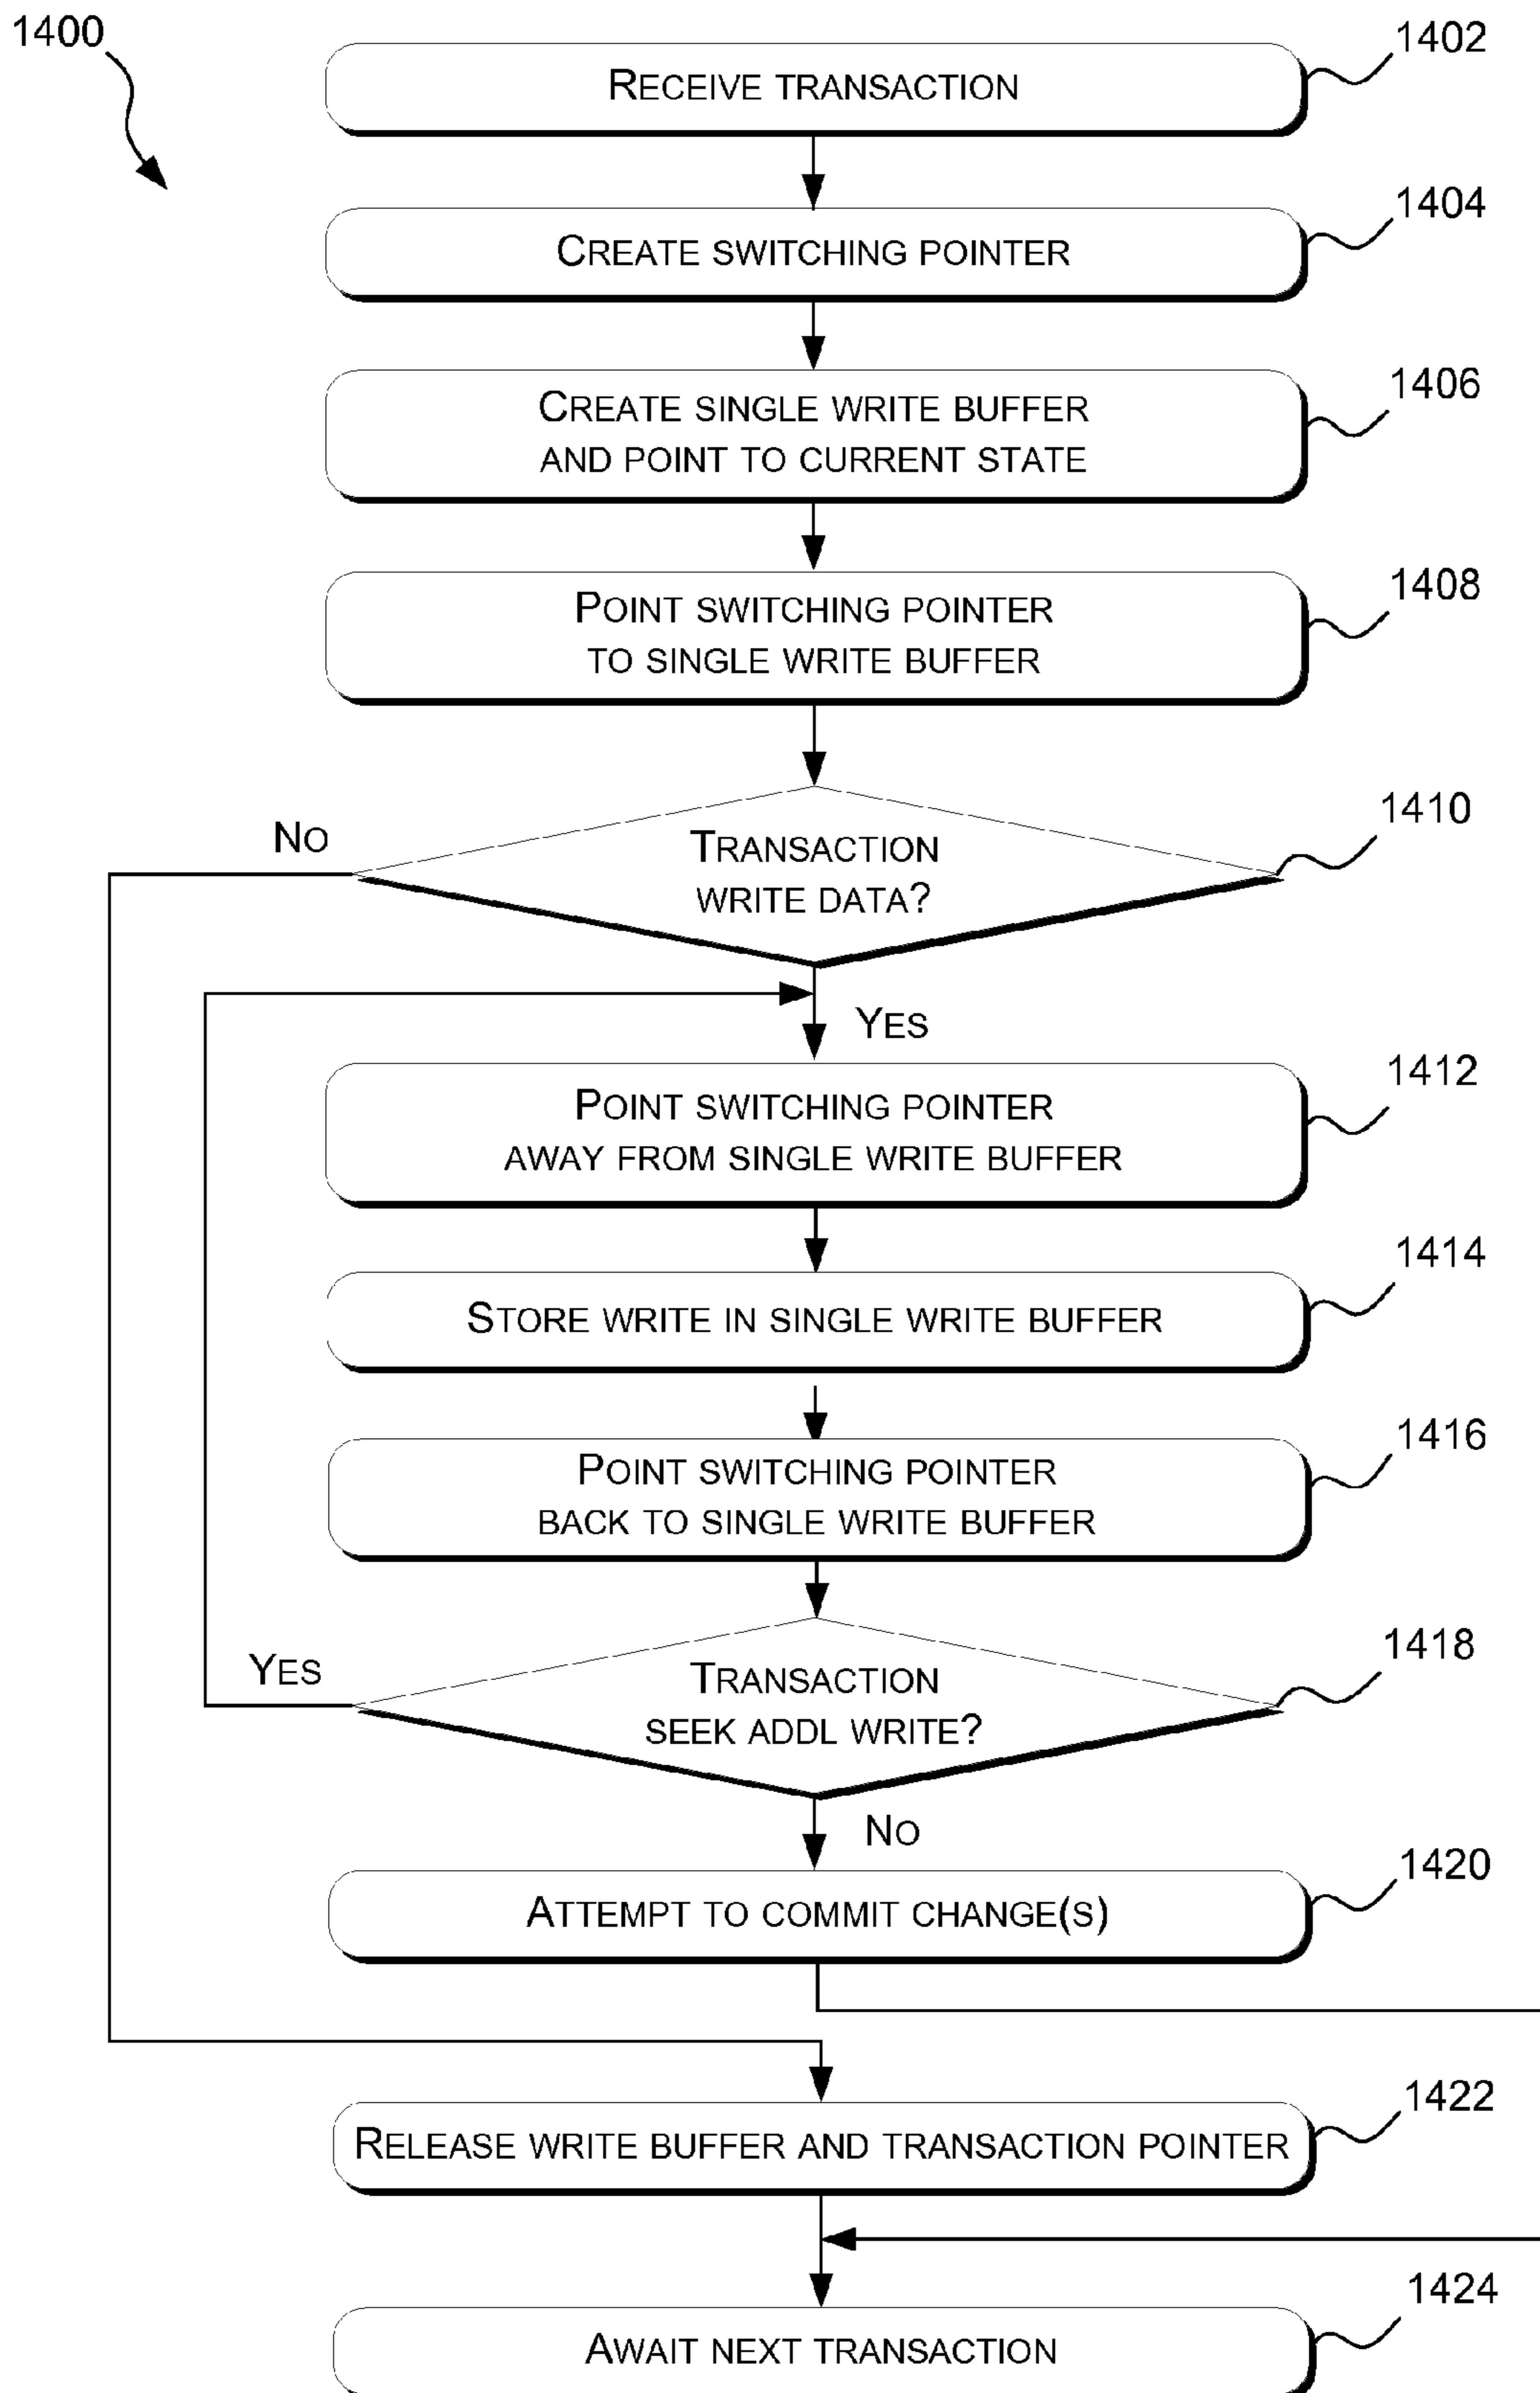 1400
1402
RECEIVE TRANSACTION
1404
CREATE SWITCHING POINTER
1406
CREATE SINGLE WRITE BUFFER
AND POINT TO CURRENT STATE
1408
POINT SWITCHING POINTER
TO SINGLE WRITE BUFFER
1410
NO
TRANSACTION
WRITE DATA?
YES
1412
POINT SWITCHING POINTER
AWAY FROM SINGLE WRITE BUFFER
1414
STORE WRITE IN SINGLE WRITE BUFFER
1416
POINT SWITCHING POINTER
BACK TO SINGLE WRITE BUFFER
1418
YES
TRANSACTION
SEEK ADDL WRITE?
NO
1420
ATTEMPT TO COMMIT CHANGE(S)
1422
RELEASE WRITE BUFFER AND TRANSACTION POINTER
1424
AWAIT NEXT TRANSACTION